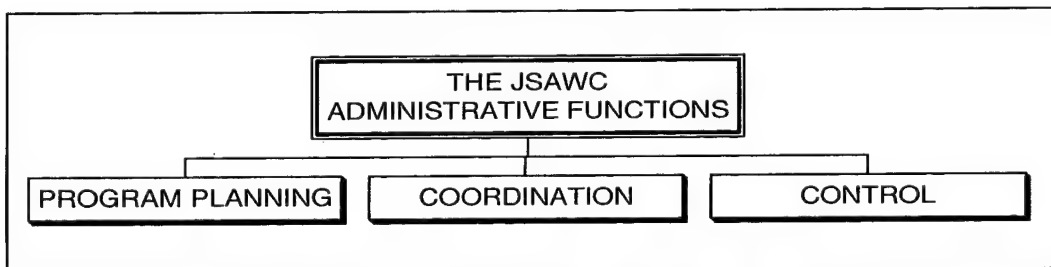 THE JSAWC
ADMINISTRATIVE FUNCTIONS
PROGRAM PLANNING
COORDINATION
CONTROL